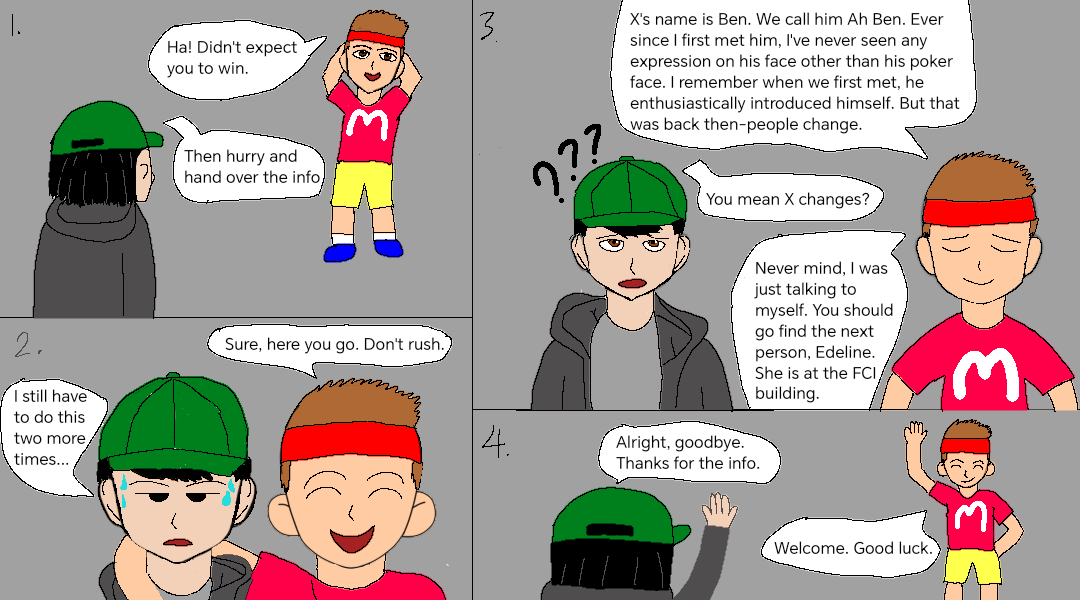 1.
Ha! Didn't expect
you to win.
Then hurry and
hand over the info
M
2.
Sure, here you go. Don't rush.
I still have
to do this
two more
times...
3.
X's name is Ben. We call him Ah Ben. Ever
since I first met him, I've never seen any
expression on his face other than his poker
face. I remember when we first met, he
enthusiastically introduced himself. But that
was back then-people change.
???
You mean X changes?
Never mind, I was
just talking to
myself. You should
go find the next
person, Edeline.
She is at the FCI
building.
M
4.
Alright, goodbye.
Thanks for the info.
Welcome. Good luck.
M